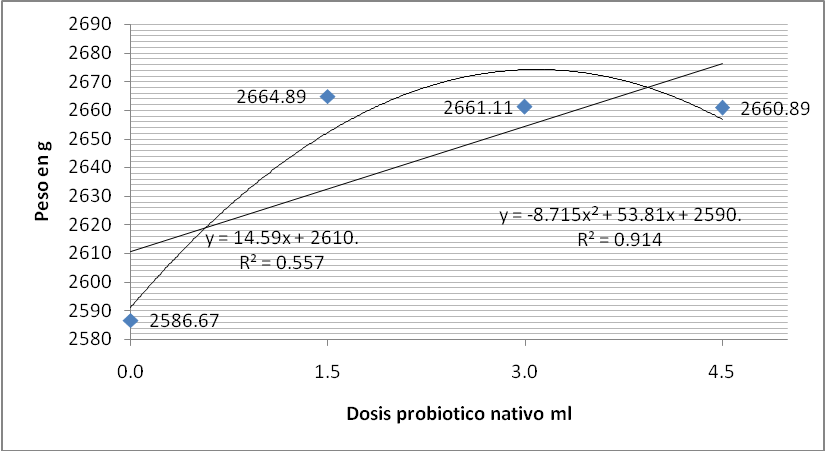 2690
2680
2670
2660
2650
2640
2630
2620
2610
2600
2590
2580
Peso en g
2664.89
2661.11
2660.89
2586.67
y = 14.59x + 2610.
R² = 0.557
y = -8.715x² + 53.81x + 2590.
R² = 0.914
0.0 1.5 3.0 4.5
Dosis probiotico nativo ml